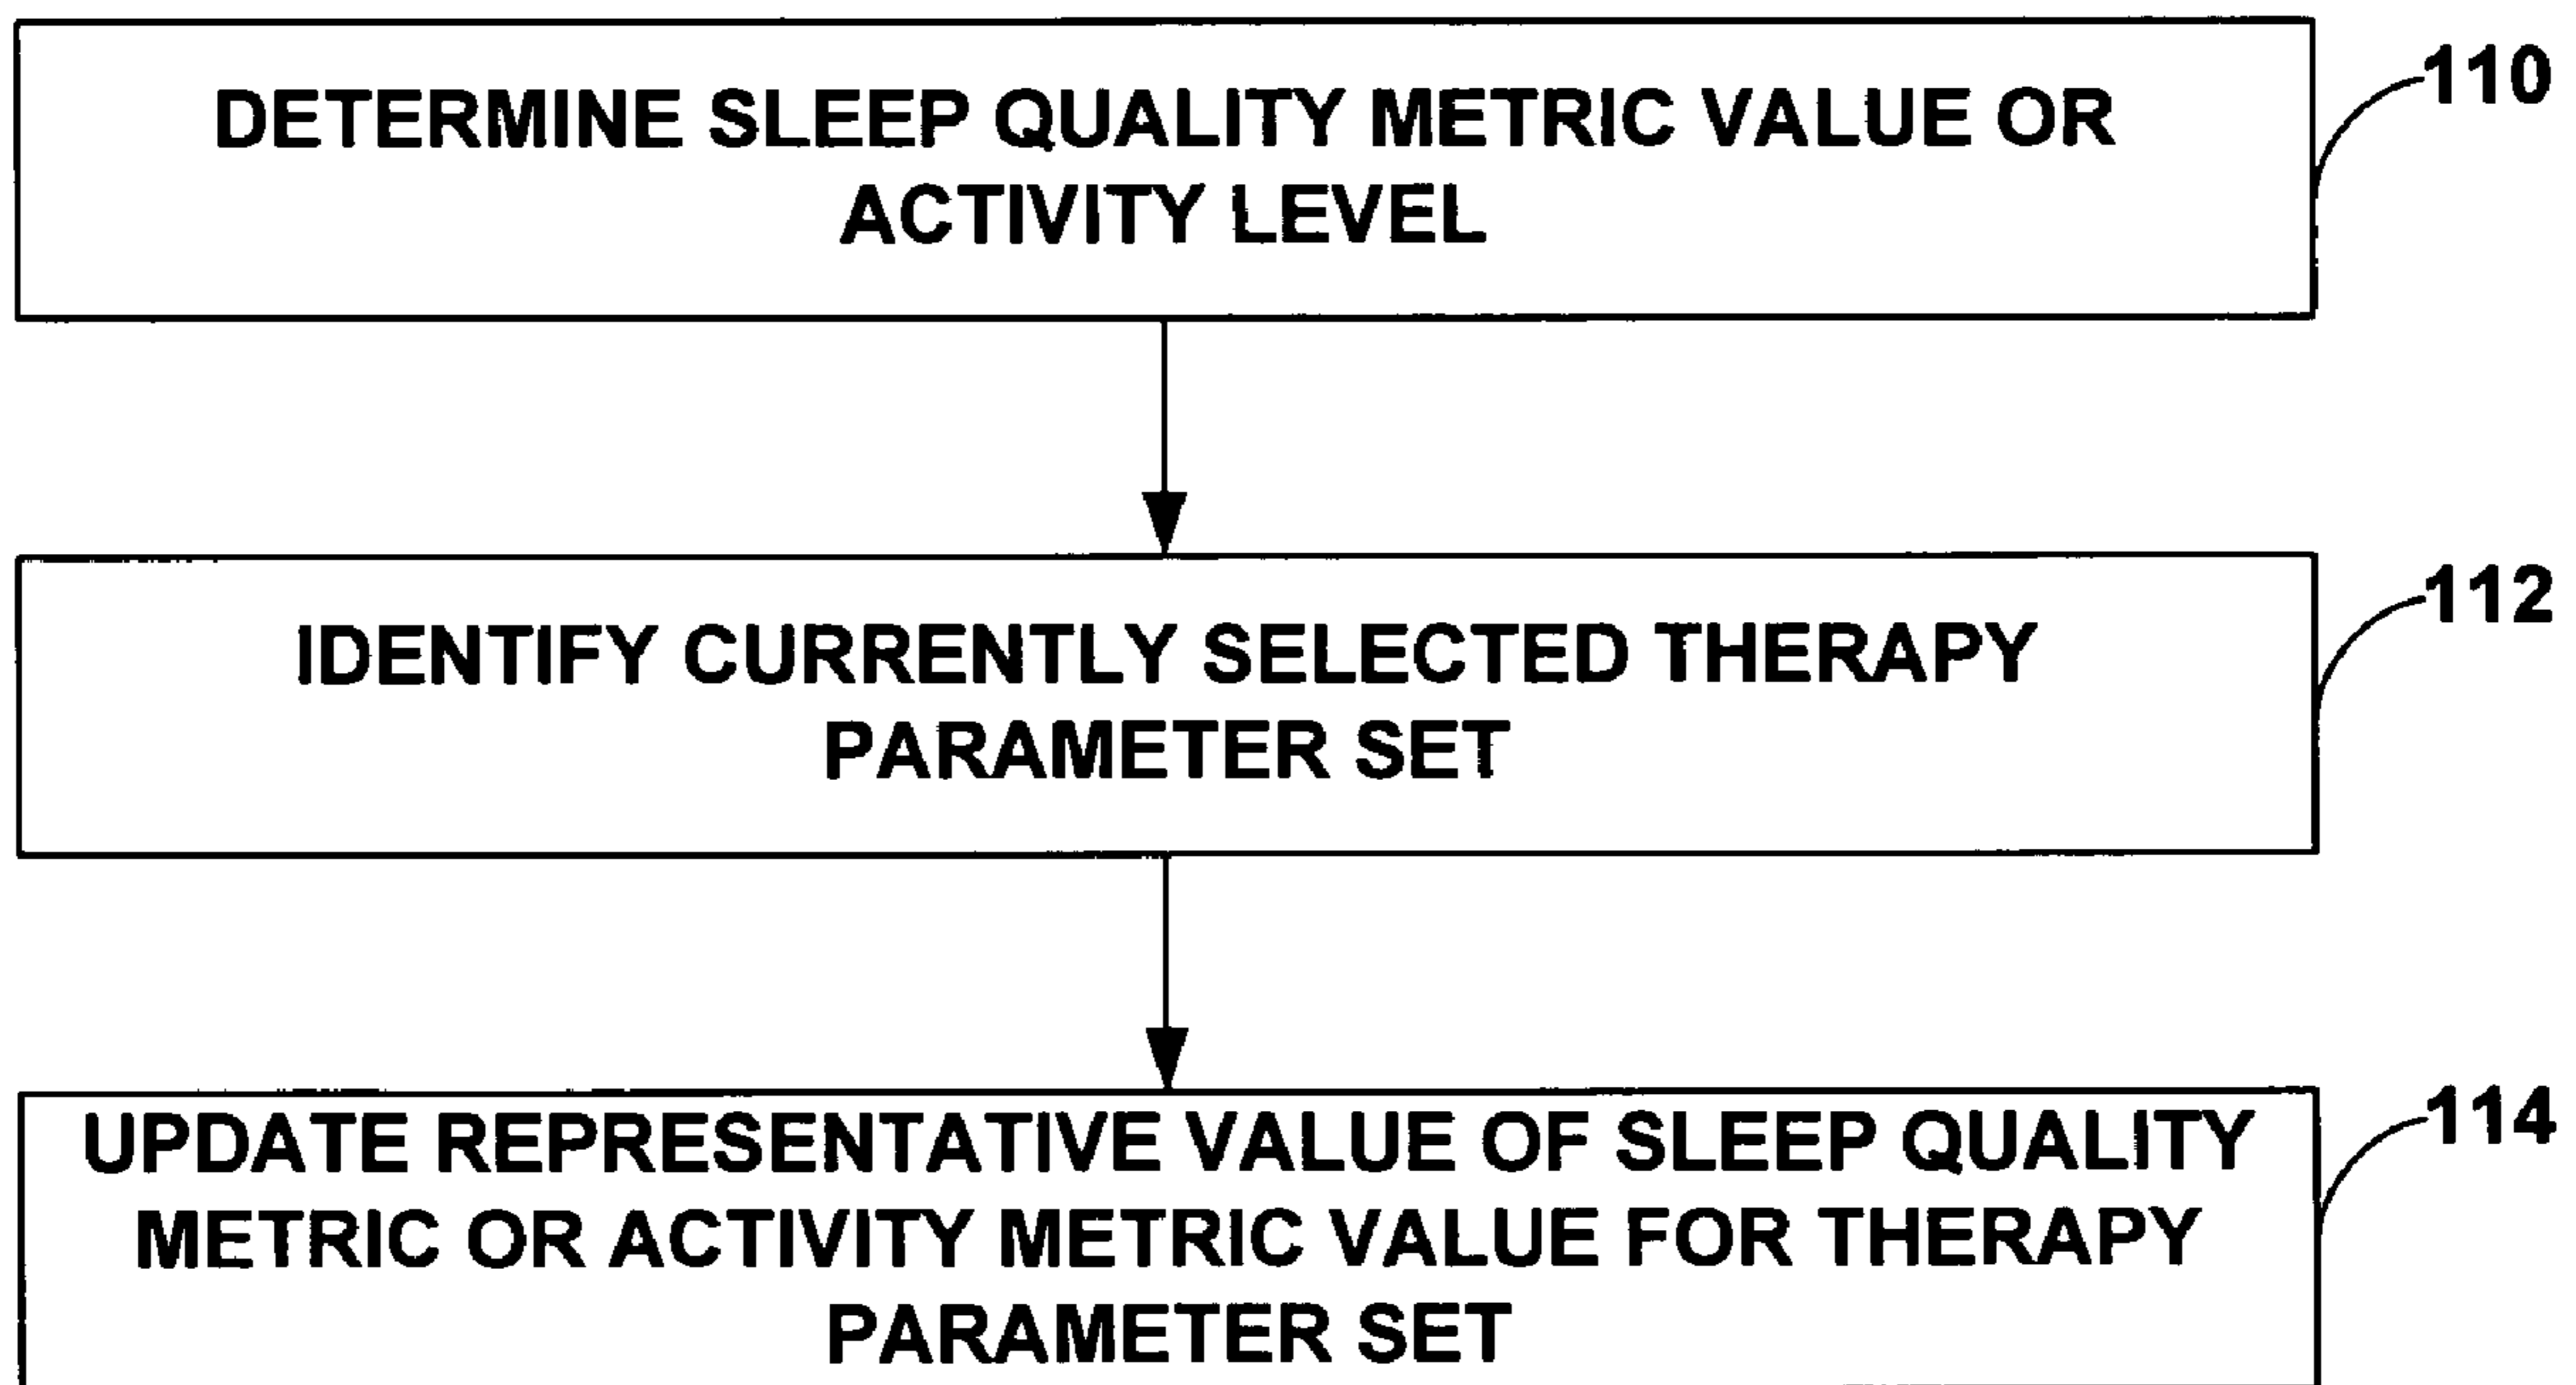 DETERMINE SLEEP QUALITY METRIC VALUE OR
ACTIVITY LEVEL
110
IDENTIFY CURRENTLY SELECTED THERAPY
PARAMETER SET
112
UPDATE REPRESENTATIVE VALUE OF SLEEP QUALITY
METRIC OR ACTIVITY METRIC VALUE FOR THERAPY
PARAMETER SET
114